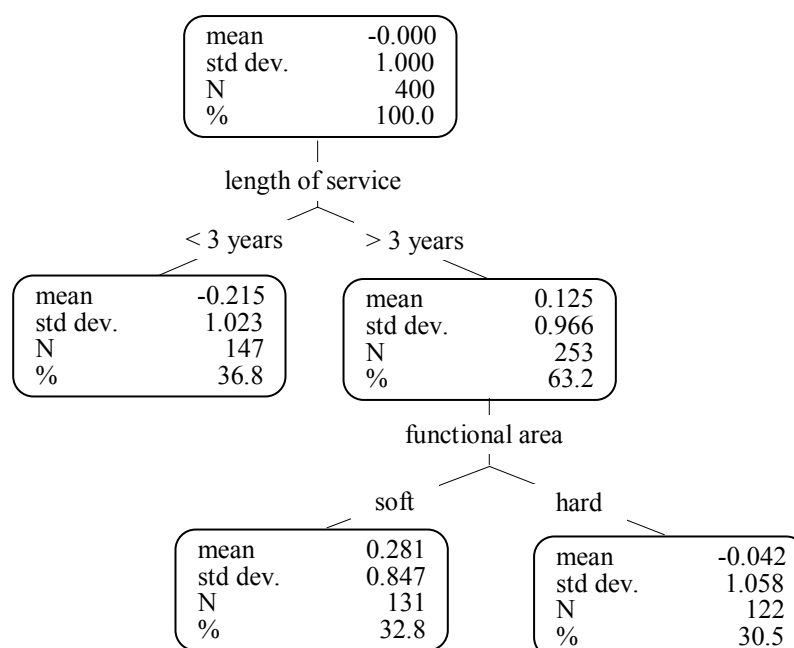 mean -0.000
std dev. 1.000
N 400
% 100.0
length of service
< 3 years > 3 years
mean -0.215
std dev. 1.023
N 147
% 36.8
mean 0.125
std dev. 0.966
N 253
% 63.2
functional area
soft hard
mean 0.281
std dev. 0.847
N 131
% 32.8
mean -0.042
std dev. 1.058
N 122
% 30.5